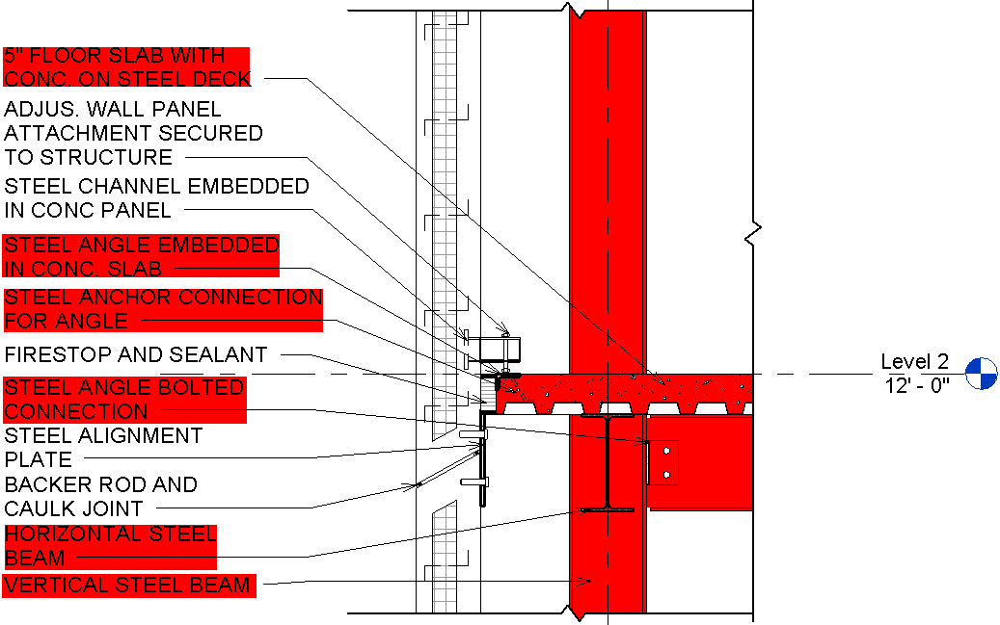 5" FLOOR SLAB WITH
CONC. ON STEEL DECK
ADJUS. WALL PANEL
ATTACHMENT SECURED
TO STRUCTURE
STEEL CHANNEL EMBEDDED
IN CONC PANEL
STEEL ANGLE EMBEDDED
IN CONC. SLAB
STEEL ANCHOR CONNECTION
FOR ANGLE
FIRESTOP AND SEALANT
STEEL ANGLE BOLTED
CONNECTION
STEEL ALIGNMENT
PLATE
BACKER ROD AND
CAULK JOINT
HORIZONTAL STEEL
BEAM
VERTICAL STEEL BEAM
Level 2
12' - 0"